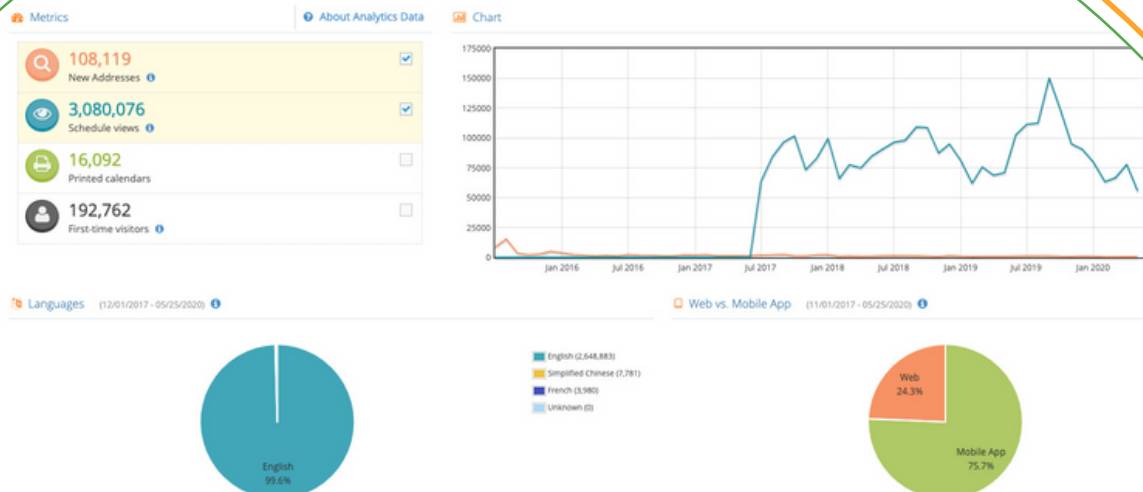 Metrics
About Analytics Data
108,119
New Addresses
3,080,076
Schedule views
16,092
Printed calendars
192,762
First-time visitors
Chart
175000
150000
125000
100000
75000
50000
25000
0
Jan 2016 Jul 2016 Jan 2017 Jul 2017 Jan 2018 Jul 2018 Jan 2019 Jul 2019 Jan 2020
Languages (12/01/2017 - 05/25/2020)
English
99.6%
English (2,648,883)
Simplified Chinese (7,781)
French (3,980)
Unknown (0)
Web vs. Mobile App (11/01/2017 - 05/25/2020)
Web
24.3%
Mobile App
75.7%